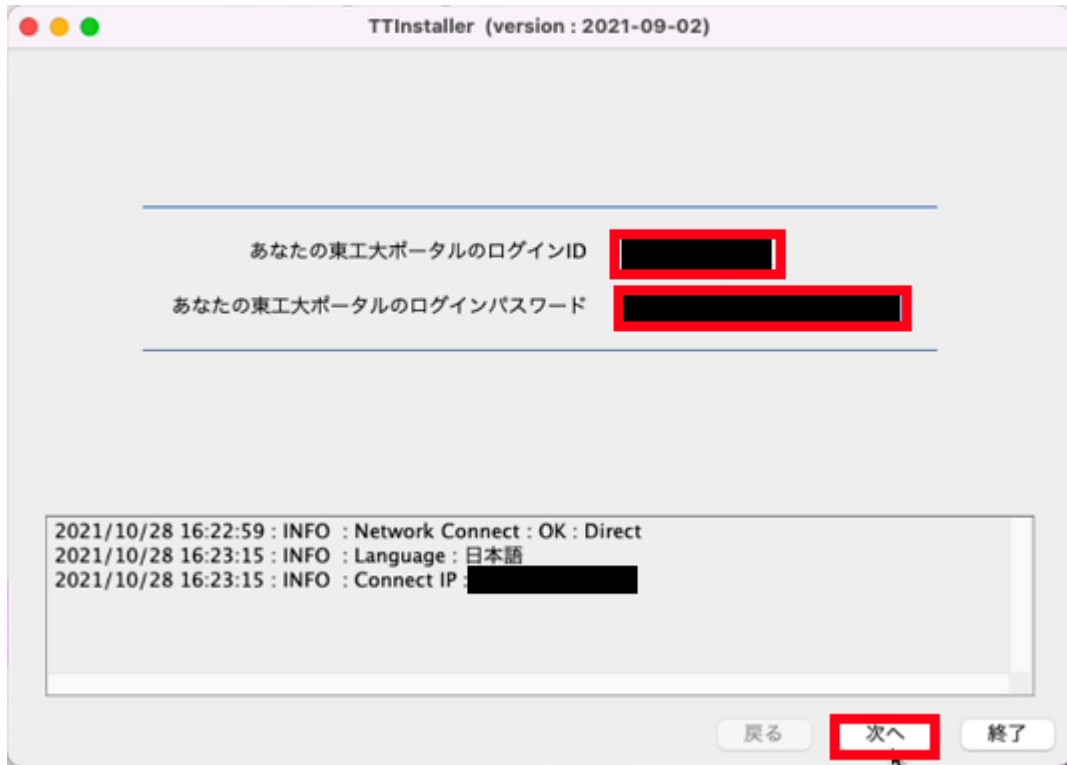 TTInstaller (version : 2021-09-02)
あなたの東工大ポータルのログインID
あなたの東工大ポータルのログインパスワード
2021/10/28 16:22:59 : INFO : Network Connect : OK : Direct
2021/10/28 16:23:15 : INFO : Language : 日本語
2021/10/28 16:23:15 : INFO : Connect IP :
戻る 次へ 終了